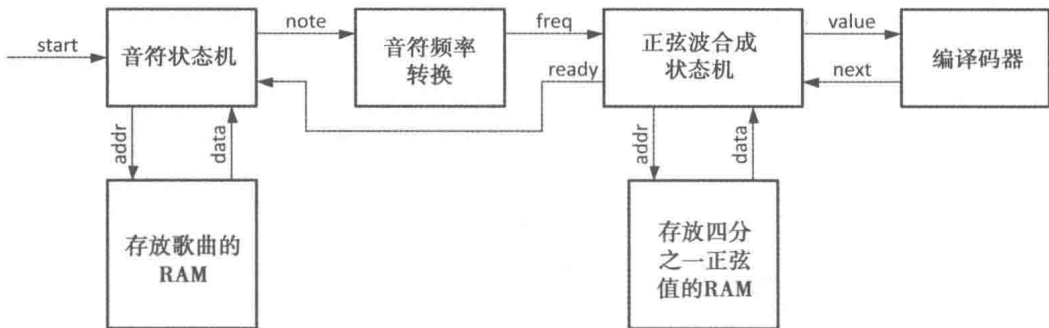 start
音符状态机
note
音符频率
转换
freq
ready
正弦波合成
状态机
value
next
编译码器
addr
data
addr
data
存放歌曲的
RAM
存放四分
之一正弦
值的RAM